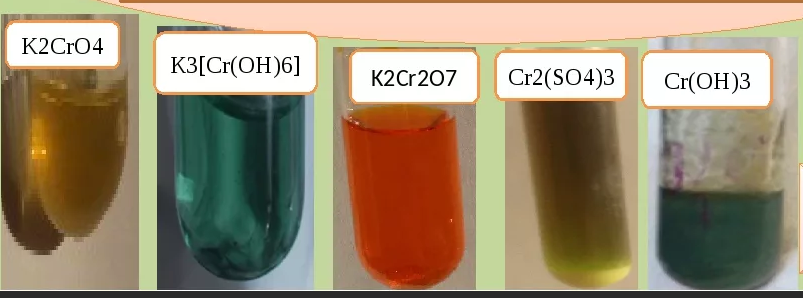 K2CrO4
K3[Cr(OH)6]
K2Cr2O7
Cr2(SO4)3
Cr(OH)3